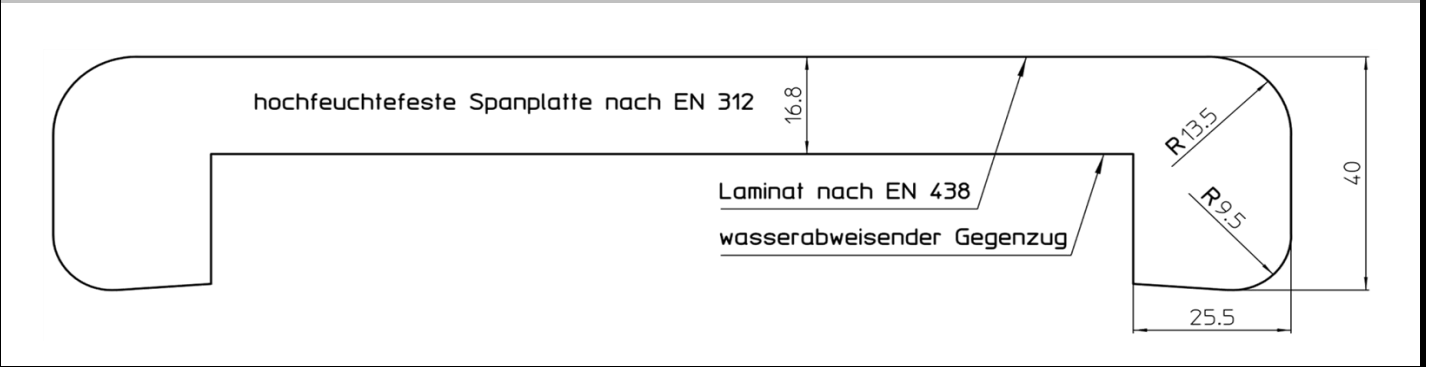 hochfeuchtefeste Spanplatte nach EN 312
16.8
R13.5
40
Laminat nach EN 438
R9.5
wasserabweisender Gegenzug
25.5